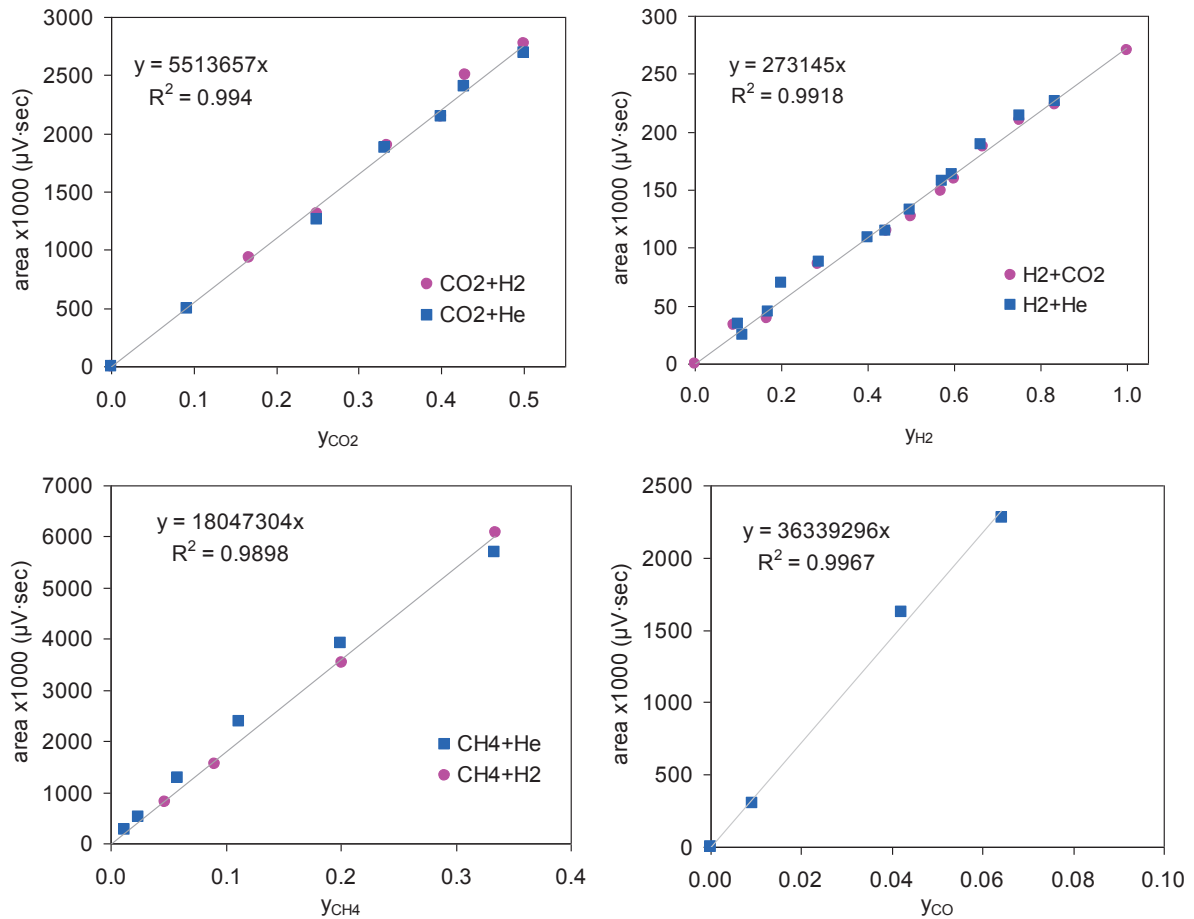 3000
2500
2000
1500
1000
500
0
area x1000 (µV·sec)
y = 5513657x
R² = 0.994
CO2+H2
CO2+He
0.0 0.1 0.2 0.3 0.4 0.5
yCO2
300
250
200
150
100
50
0
area x1000 (µV·sec)
y = 273145x
R² = 0.9918
H2+CO2
H2+He
0.0 0.2 0.4 0.6 0.8 1.0
yH2
7000
6000
5000
4000
3000
2000
1000
0
area x1000 (µV·sec)
y = 18047304x
R² = 0.9898
CH4+He
CH4+H2
0.0 0.1 0.2 0.3 0.4
yCH4
2500
2000
1500
1000
500
0
area x1000 (µV·sec)
y = 36339296x
R² = 0.9967
0.00 0.02 0.04 0.06 0.08 0.10
yCO